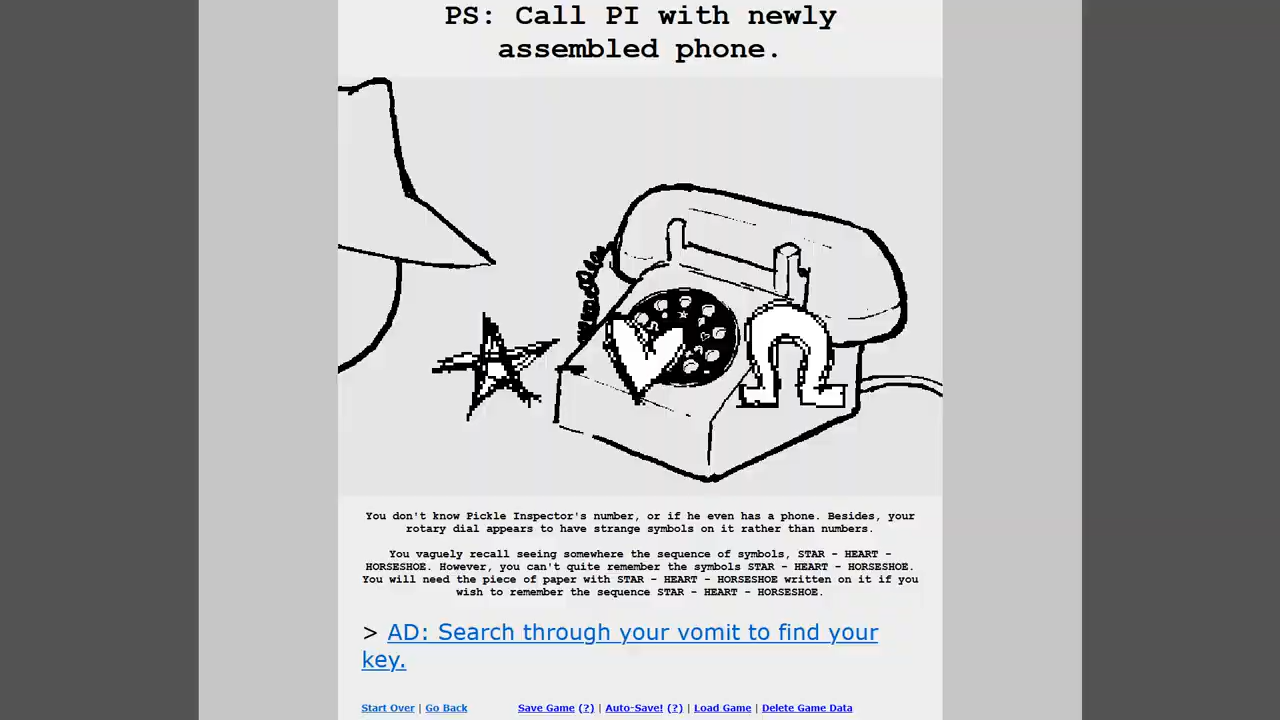 PS: Call PI with newly
assembled phone.
You don't know Pickle Inspector's number, or if he even has a phone. Besides, your
rotary dial appears to have strange symbols on it rather than numbers.
You vaguely recall seeing somewhere the sequence of symbols, STAR - HEART -
HORSESHOE. However, you can't quite remember the symbols STAR - HEART - HORSESHOE.
You will need the piece of paper with STAR - HEART - HORSESHOE written on it if you
wish to remember the sequence STAR - HEART - HORSESHOE.
> AD: Search through your vomit to find your
key.
Start Over | Go Back Save Game (?) | Auto-Save! (?) | Load Game | Delete Game Data